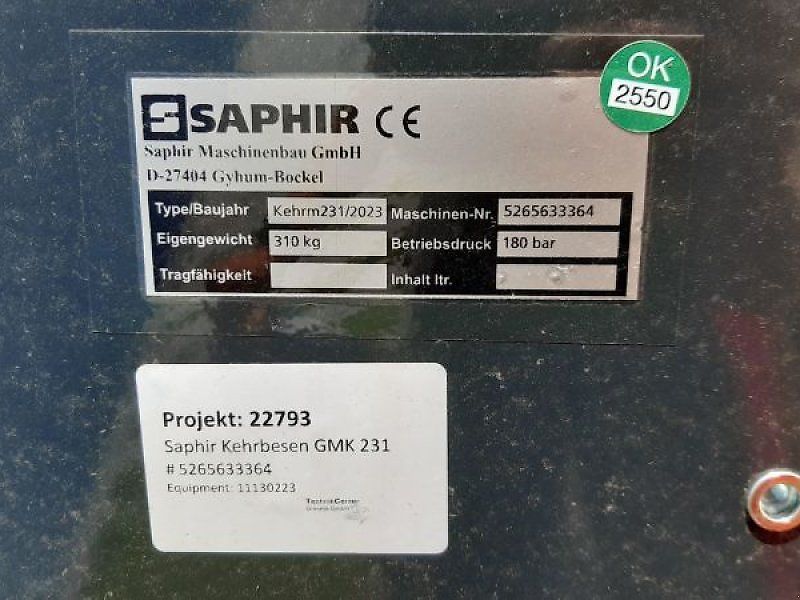 SAPHIR CE
Saphir Maschinenbau GmbH
D-27404 Gyhum-Bockel
Type/Baujahr Kehrm231/2023 Maschinen-Nr. 5265633364
Eigengewicht 310 kg Betriebsdruck 180 bar
Tragfähigkeit Inhalt ltr.
OK
2550
Projekt: 22793
Saphir Kehrbesen GMK 231
# 5265633364
Equipment: 11130223